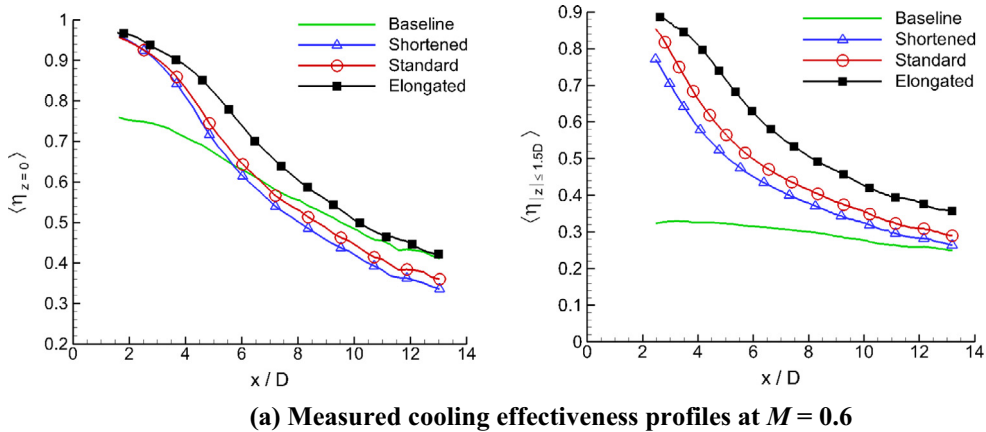 1
0.9
0.8
0.7
0.6
0.5
0.4
0.3
0.2
⟨η z = 0⟩
0 2 4 6 8 10 12 14
x / D
Baseline
Shortened
Standard
Elongated
0.9
0.8
0.7
0.6
0.5
0.4
0.3
0.2
0.1
0
⟨η |z| ≤ 1.5D⟩
0 2 4 6 8 10 12 14
x / D
Baseline
Shortened
Standard
Elongated
(a) Measured cooling effectiveness profiles at M = 0.6